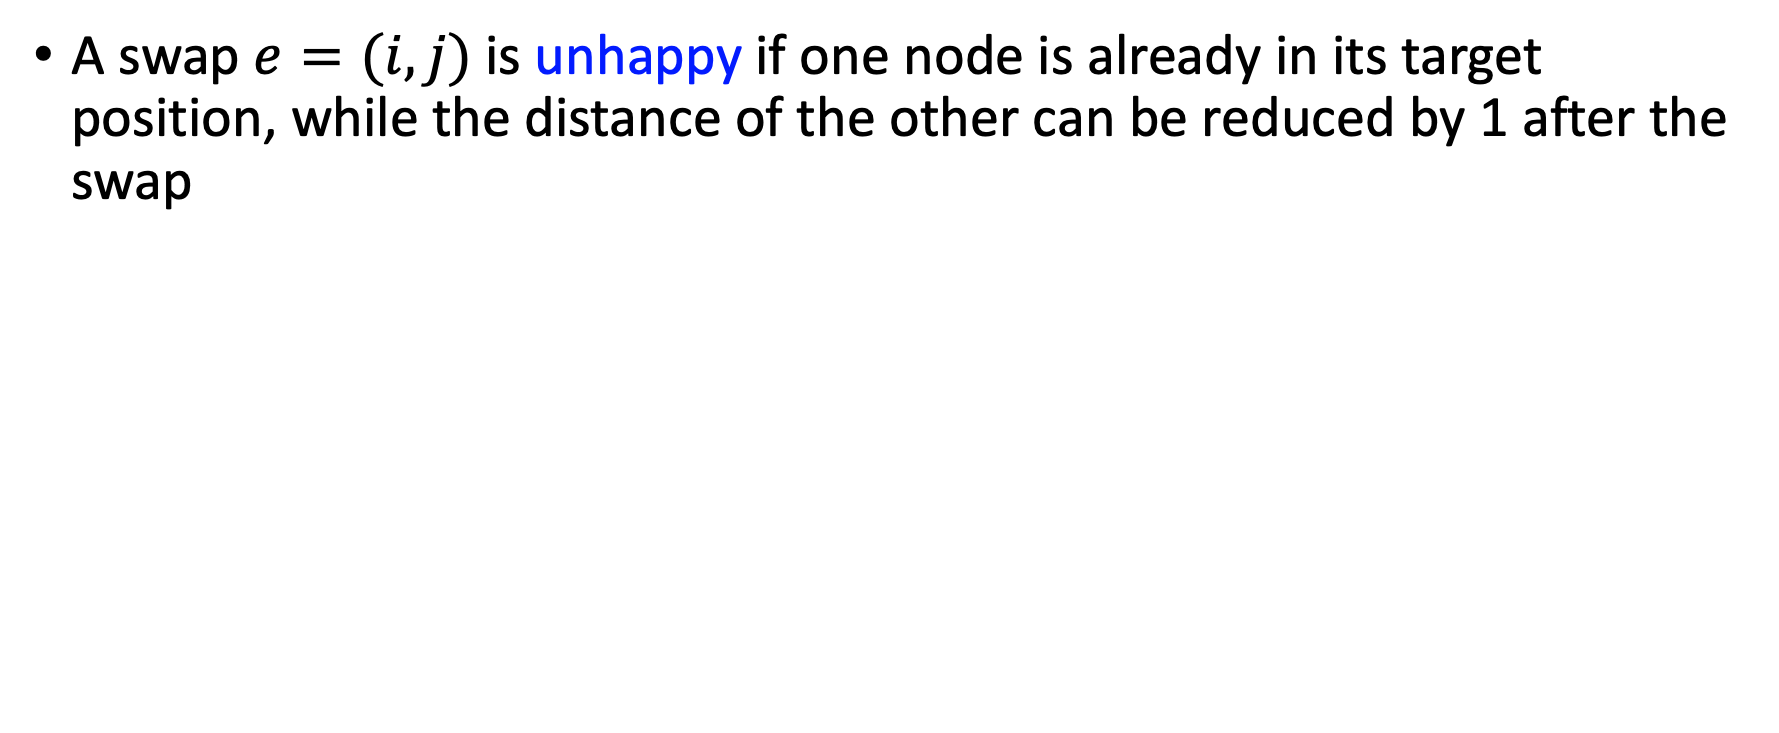 • A swap e = (i, j) is unhappy if one node is already in its target
position, while the distance of the other can be reduced by 1 after the
swap